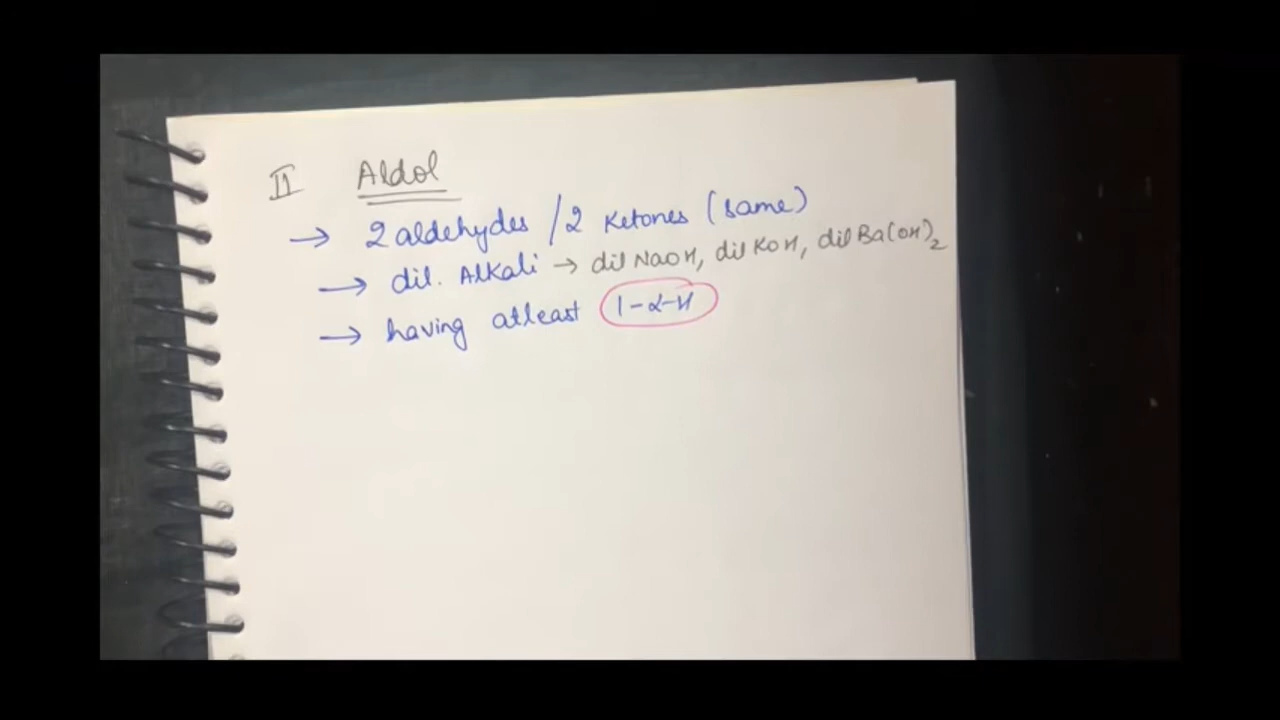 II Aldol
→ 2 aldehydes / 2 Ketones (same)
→ dil. Alkali → dil NaOH, dil KOH, dil Ba(OH)₂
→ having atleast 1-α-H